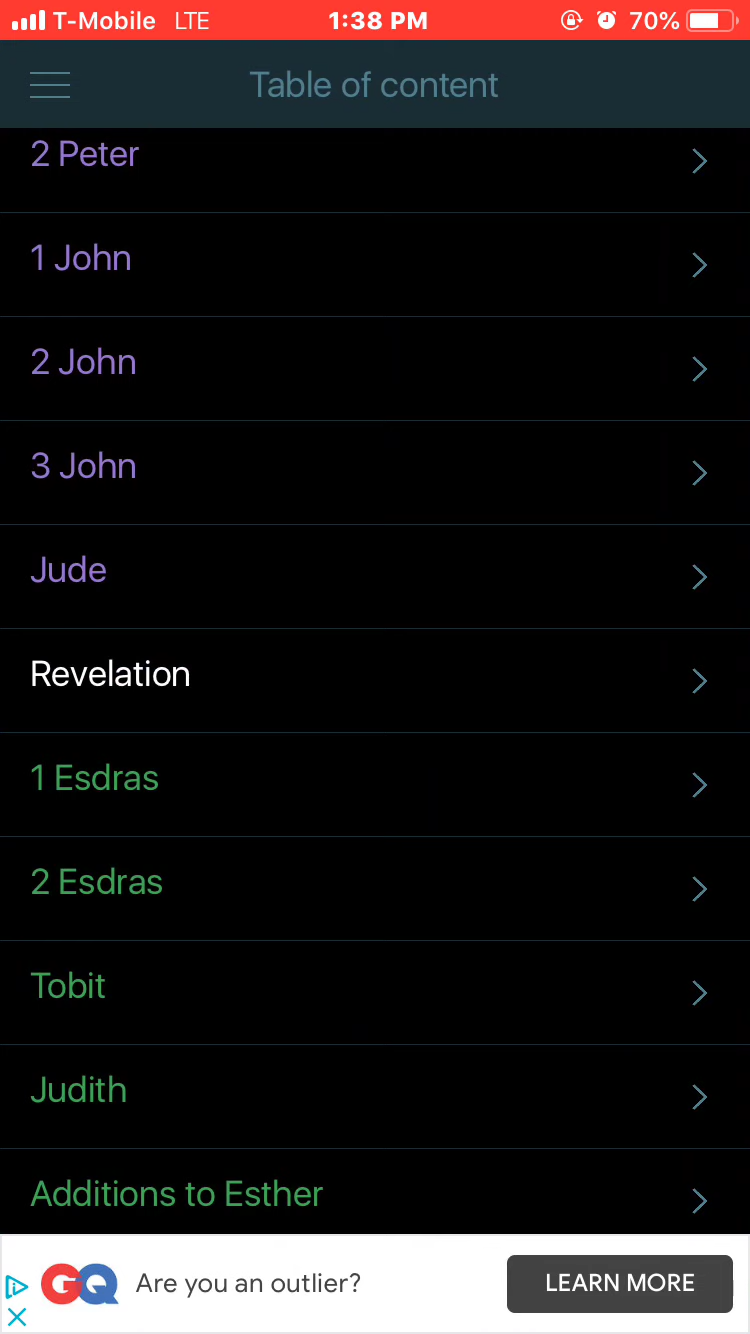 T-Mobile LTE 1:38 PM 70%
Table of content
2 Peter
1 John
2 John
3 John
Jude
Revelation
1 Esdras
2 Esdras
Tobit
Judith
Additions to Esther
GQ Are you an outlier? LEARN MORE